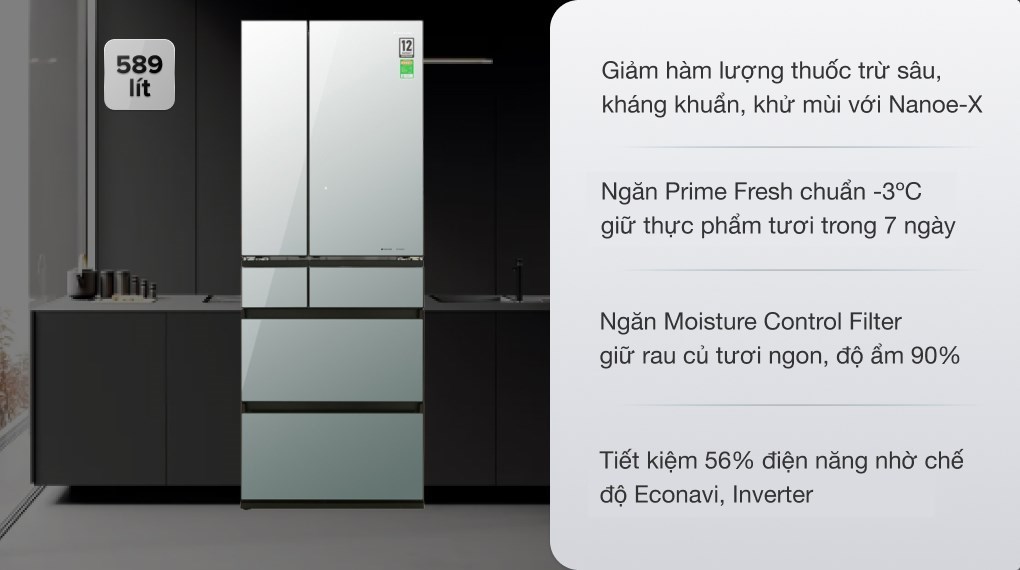 589
lít
12
Giảm hàm lượng thuốc trừ sâu,
kháng khuẩn, khử mùi với Nanoe-X
Ngăn Prime Fresh chuẩn -3ºC
giữ thực phẩm tươi trong 7 ngày
Ngăn Moisture Control Filter
giữ rau củ tươi ngon, độ ẩm 90%
Tiết kiệm 56% điện năng nhờ chế
độ Econavi, Inverter